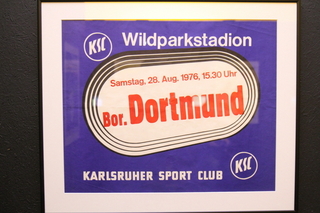 KSC Wildparkstadion
Samstag, 28. Aug. 1976, 15.30 Uhr
Bor. Dortmund
KARLSRUHER SPORT CLUB KSC